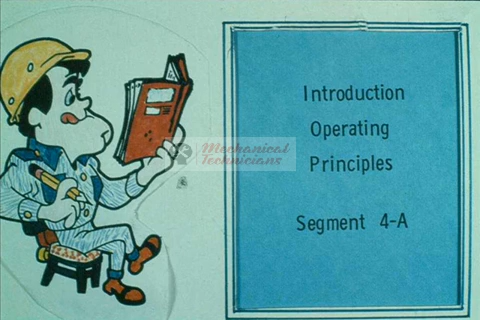 Introduction
Operating
Principles
Segment 4-A
Mechanical
Technicians